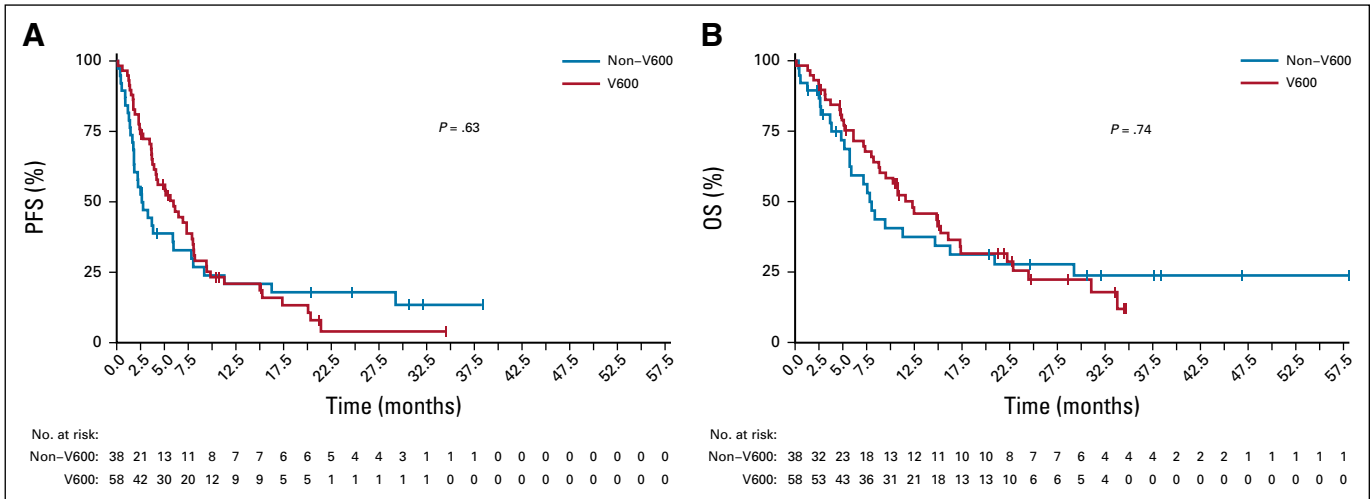 A
100
75
50
25
0
PFS (%)
Non–V600
V600
P = .63
0.0 2.5 5.0 7.5 12.5 17.5 22.5 27.5 32.5 37.5 42.5 47.5 52.5 57.5
Time (months)
No. at risk:
Non–V600: 38 21 13 11 8 7 7 6 6 5 4 4 3 1 1 1 0 0 0 0 0 0 0 0
V600: 58 42 30 20 12 9 9 5 5 1 1 1 1 1 0 0 0 0 0 0 0 0 0 0
B
100
75
50
25
0
OS (%)
Non–V600
V600
P = .74
0.0 2.5 5.0 7.5 12.5 17.5 22.5 27.5 32.5 37.5 42.5 47.5 52.5 57.5
Time (months)
No. at risk:
Non–V600: 38 32 23 18 13 12 11 10 10 8 7 7 6 4 4 4 2 2 2 1 1 1 1 1
V600: 58 53 43 36 31 21 18 13 13 10 6 6 5 4 0 0 0 0 0 0 0 0 0 0